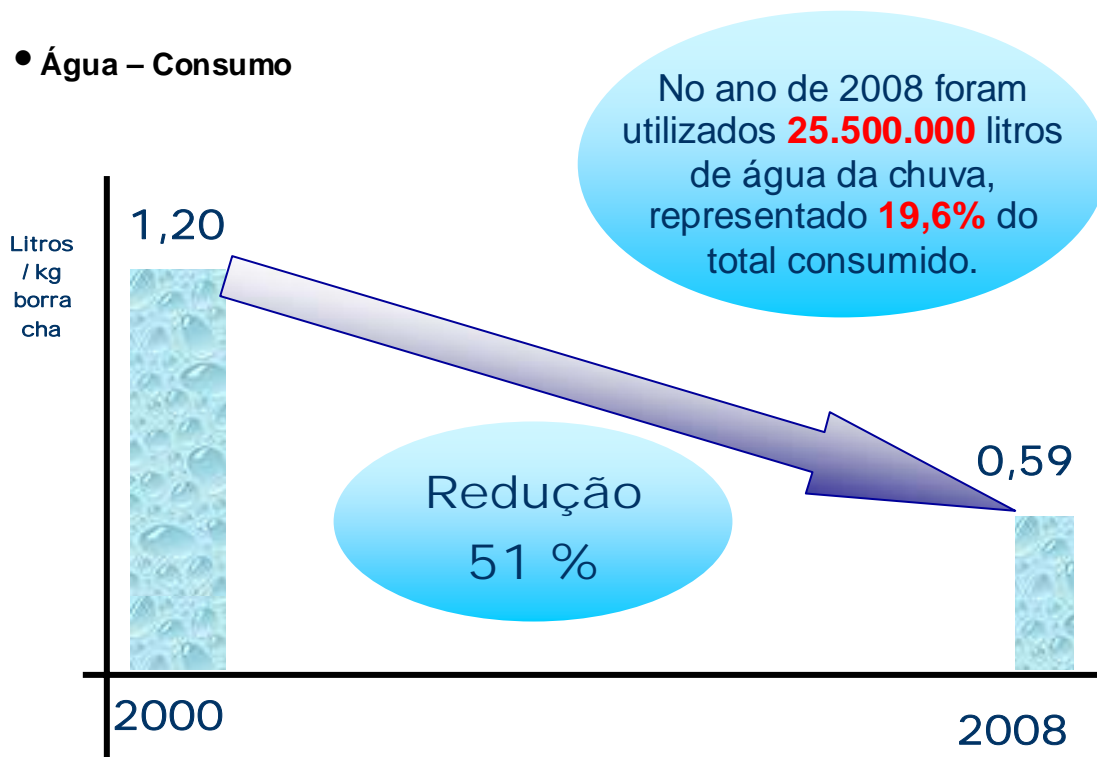 • Água – Consumo
No ano de 2008 foram
utilizados 25.500.000 litros
de água da chuva,
representado 19,6% do
total consumido.
Litros
/ kg
borra
cha
1,20
0,59
Redução
51 %
2000
2008